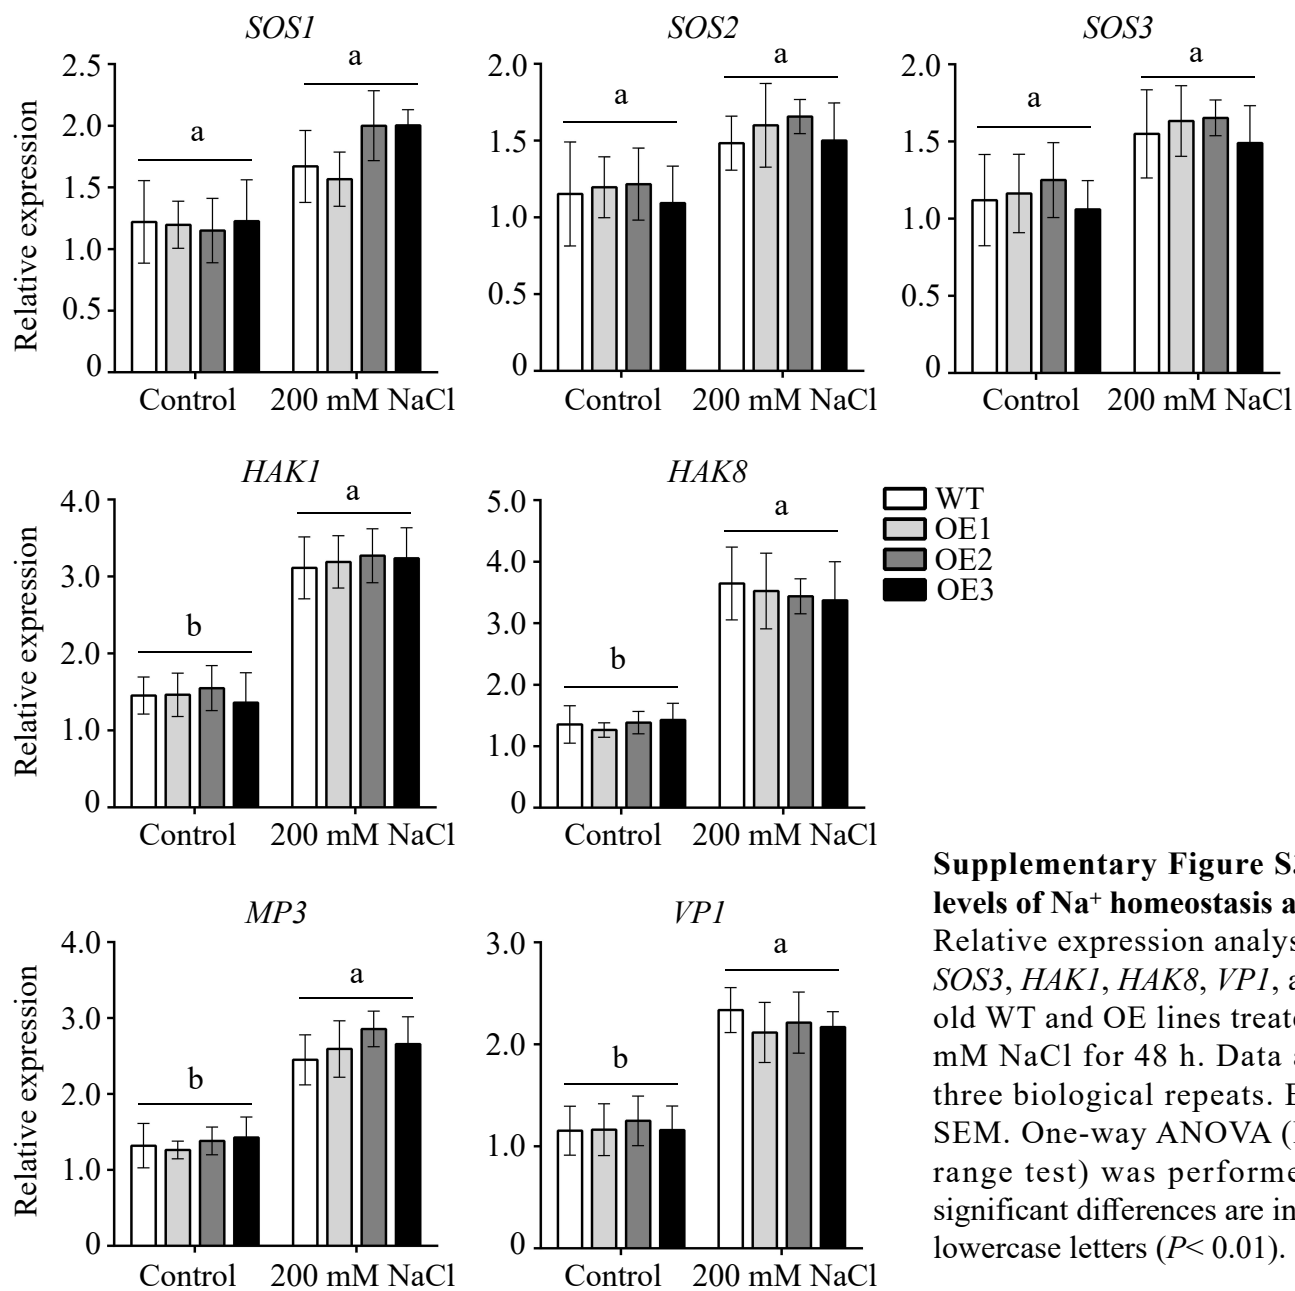 SOS1
a
a
2.5
2.0
1.5
1.0
0.5
0
Relative expression
Control 200 mM NaCl
SOS2
a
a
2.0
1.5
1.0
0.5
0
Control 200 mM NaCl
SOS3
a
a
2.0
1.5
1.0
0.5
0
Control 200 mM NaCl
HAK1
a
b
4.0
3.0
2.0
1.0
0
Relative expression
Control 200 mM NaCl
HAK8
a
b
5.0
4.0
3.0
2.0
1.0
0
Control 200 mM NaCl
WT
OE1
OE2
OE3
MP3
a
b
4.0
3.0
2.0
1.0
0
Relative expression
Control 200 mM NaCl
VP1
a
b
3.0
2.0
1.0
0
Control 200 mM NaCl
Supplementary Figure
levels of Na⁺ homeostasis
Relative expression
SOS3, HAK1, HAK8, VP1,
old WT and OE lines
mM NaCl for 48 h. Data
three biological repeats.
SEM. One-way ANOVA
range test) was
significant differences are
lowercase letters (P< 0.01).